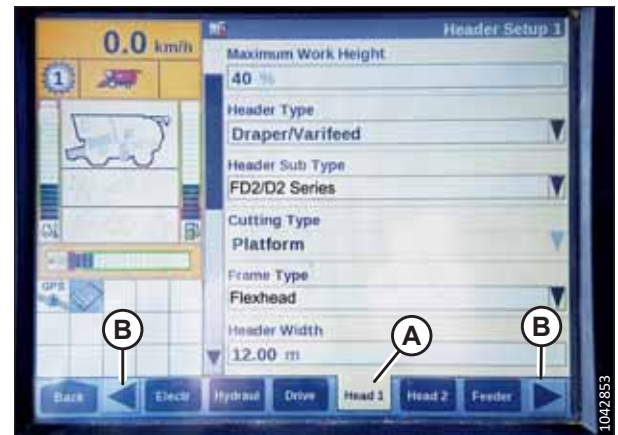 0.0 km/h
Header Setup 1
1
Maximum Work Height
40 %
Header Type
Draper/Varifeed
Header Sub Type
FD2/D2 Series
Cutting Type
Platform
Frame Type
Flexhead
GPS
Header Width
12.00 m
B
A
B
Back
Electr
Hydraul
Drive
Head 1
Head 2
Feeder
1042853